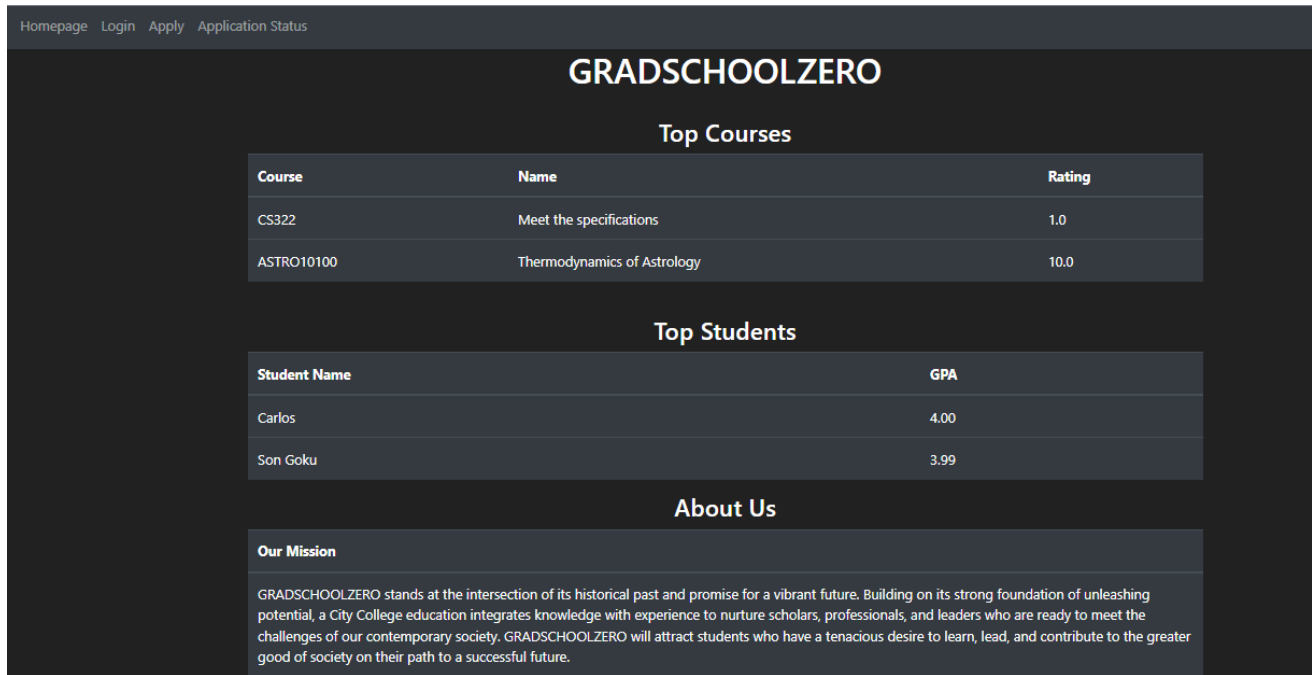 Homepage Login Apply Application Status
GRADSCHOOLZERO
Top Courses
Course Name Rating
CS322 Meet the specifications 1.0
ASTRO10100 Thermodynamics of Astrology 10.0
Top Students
Student Name GPA
Carlos 4.00
Son Goku 3.99
About Us
Our Mission
GRADSCHOOLZERO stands at the intersection of its historical past and promise for a vibrant future. Building on its strong foundation of unleashing
potential, a City College education integrates knowledge with experience to nurture scholars, professionals, and leaders who are ready to meet the
challenges of our contemporary society. GRADSCHOOLZERO will attract students who have a tenacious desire to learn, lead, and contribute to the greater
good of society on their path to a successful future.